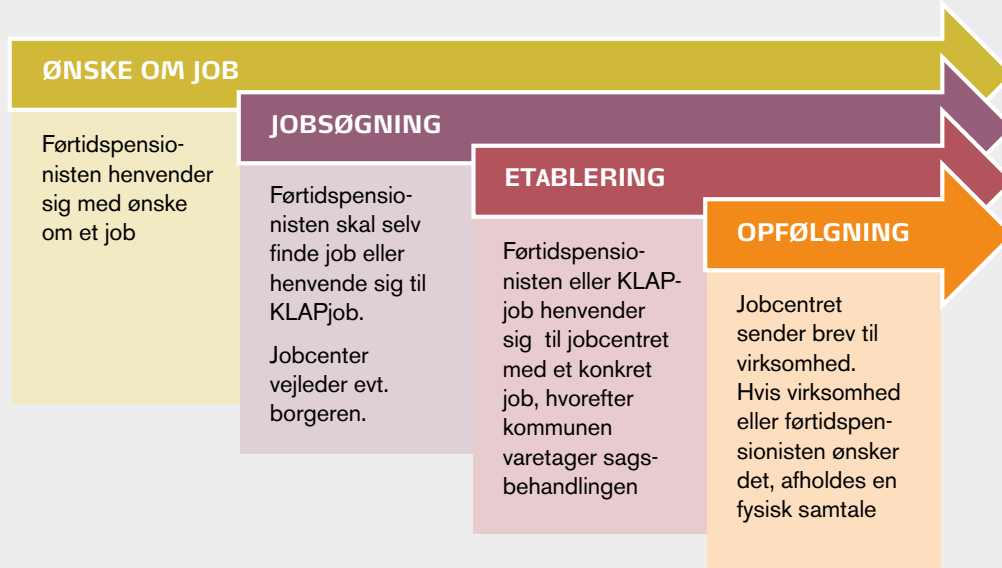 ØNSKE OM JOB
Førtidspensio-
nisten henvender
sig med ønske
om et job
JOBSØGNING
Førtidspensio-
nisten skal selv
finde job eller
henvende sig til
KLAPjob.
Jobcenter
vejleder evt.
borgeren.
ETABLERING
Førtidspensio-
nisten eller KLAP-
job henvender
sig til jobcentret
med et konkret
job, hvorefter
kommunen
varetager sags-
behandlingen
OPFØLGNING
Jobcentret
sender brev til
virksomhed.
Hvis virksomhed
eller førtidspen-
sionisten ønsker
det, afholdes en
fysisk samtale